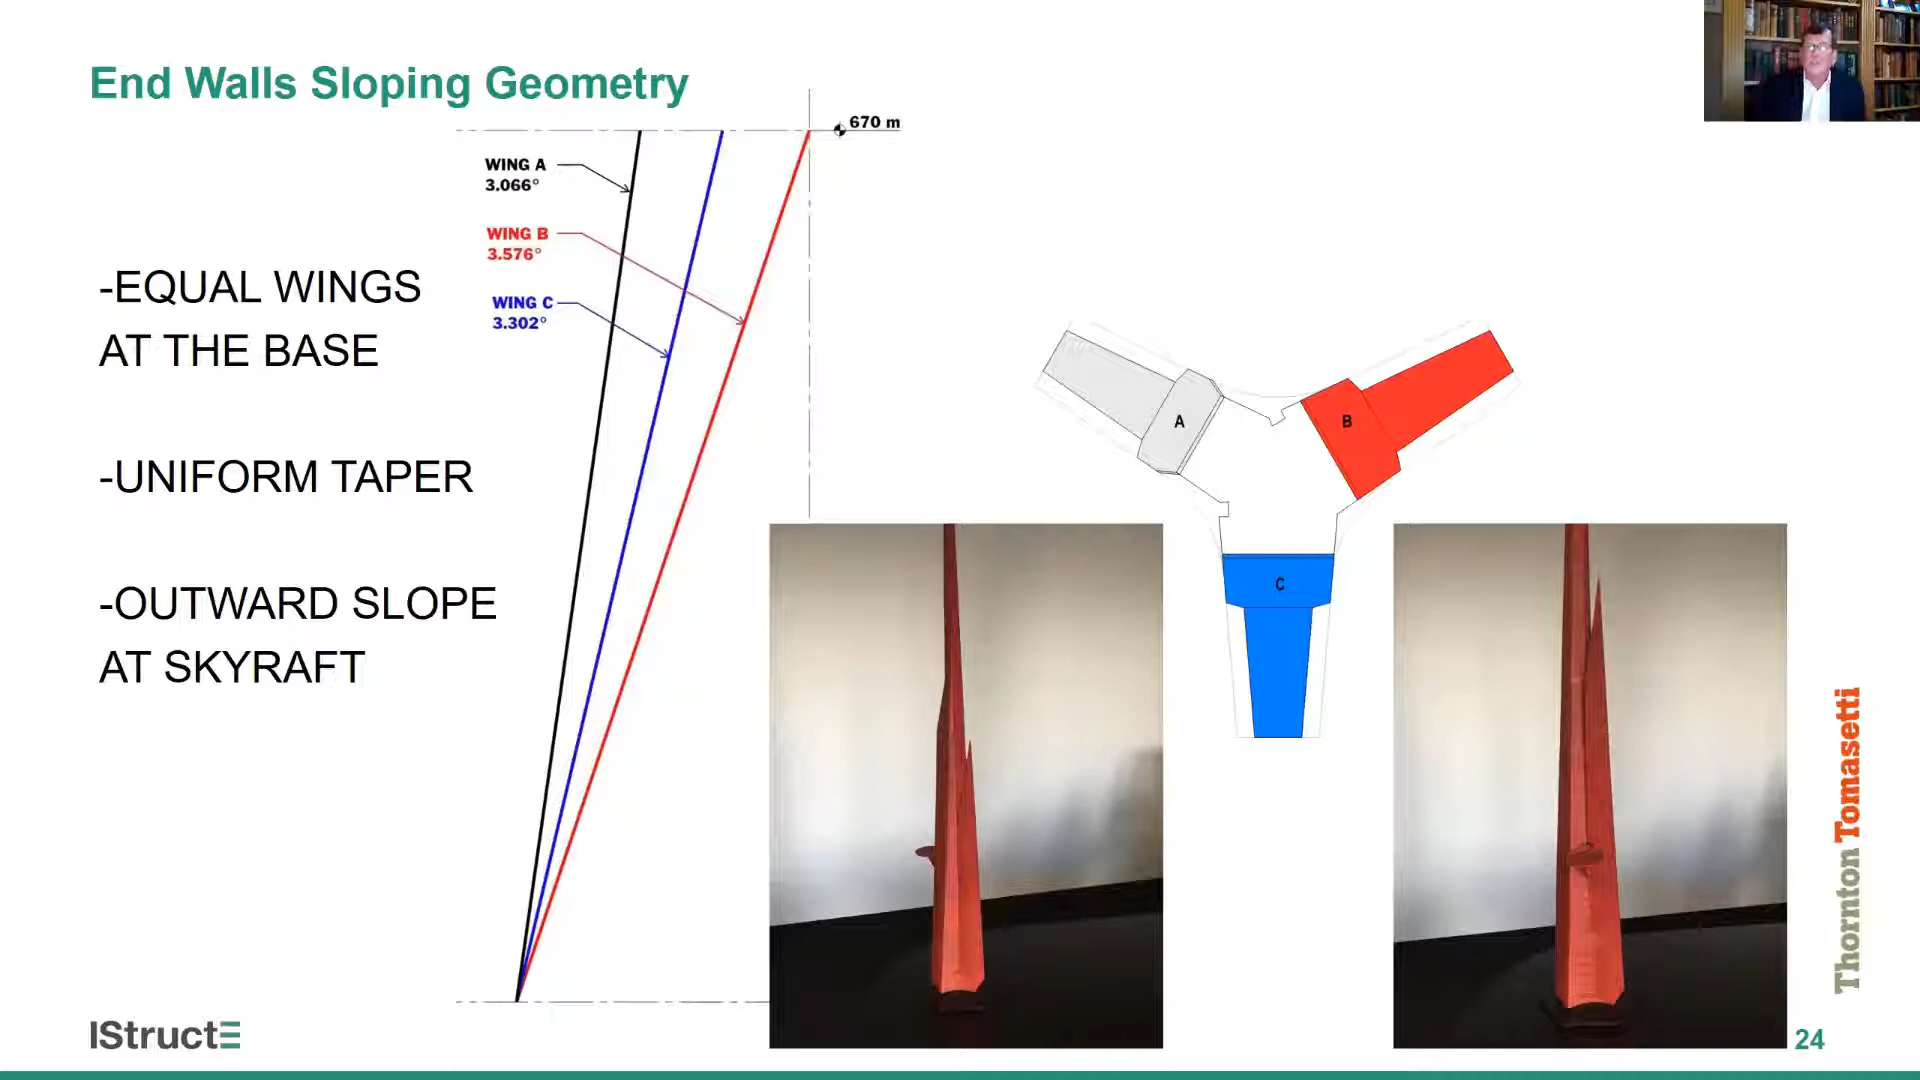 End Walls Sloping Geometry
670 m
WING A
3.066°
WING B
3.576°
WING C
3.302°
-EQUAL WINGS
AT THE BASE
-UNIFORM TAPER
-OUTWARD SLOPE
AT SKYRAFT
A
B
C
Thornton Tomasetti
IStructE
24